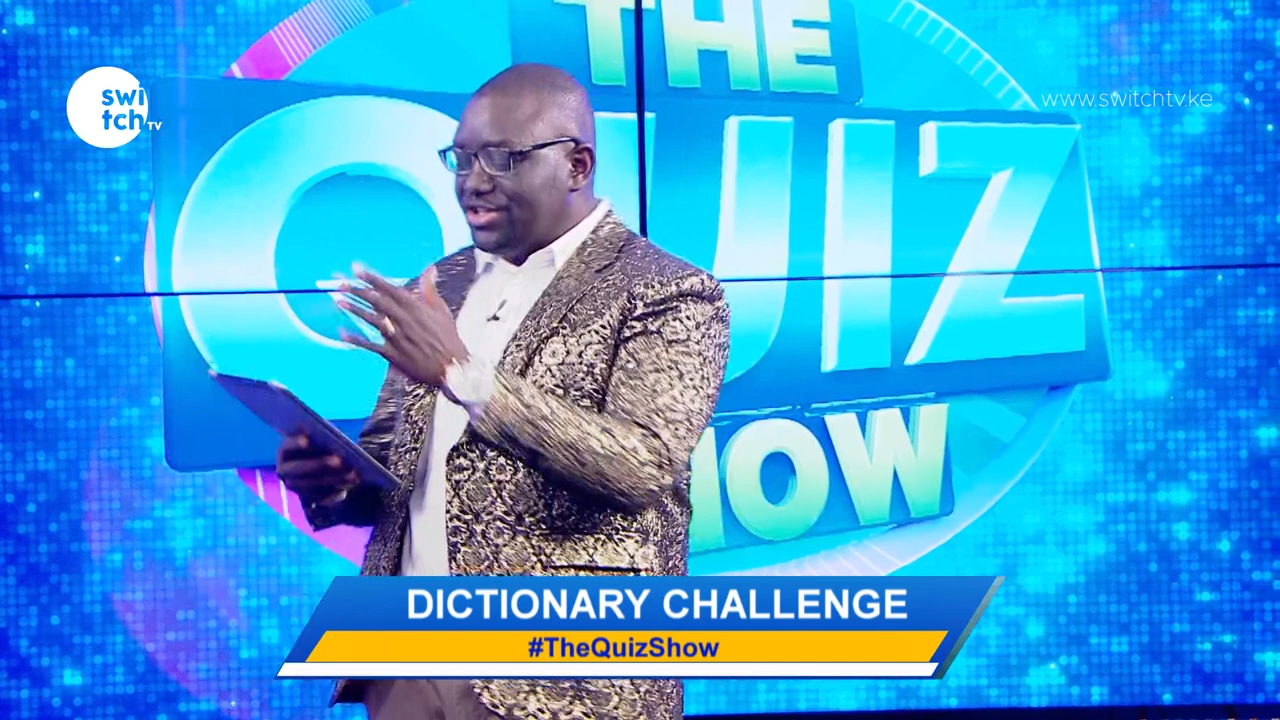 swi
tch TV
www.switchtv.ke
THE
QUIZ
SHOW
DICTIONARY CHALLENGE
#TheQuizShow